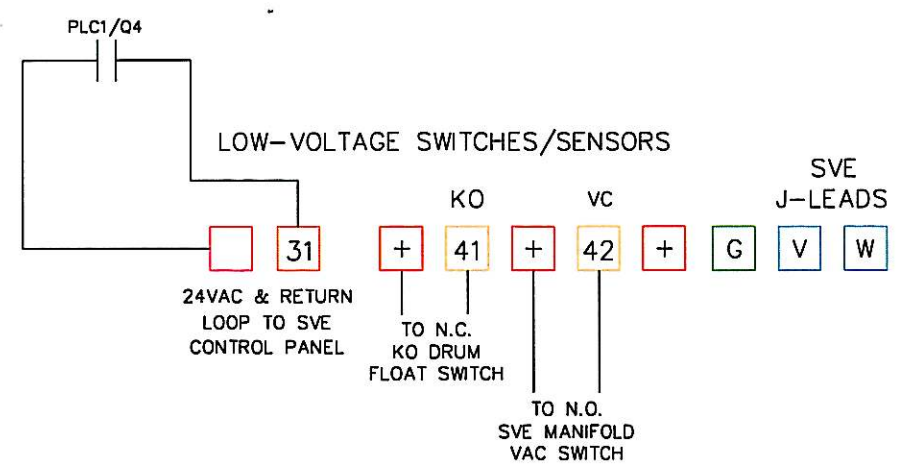 PLC1/Q4
LOW-VOLTAGE SWITCHES/SENSORS
SVE
J-LEADS
KO
VC
31
+
41
+
42
+
G
V
W
24VAC & RETURN
LOOP TO SVE
CONTROL PANEL
TO N.C.
KO DRUM
FLOAT SWITCH
TO N.O.
SVE MANIFOLD
VAC SWITCH